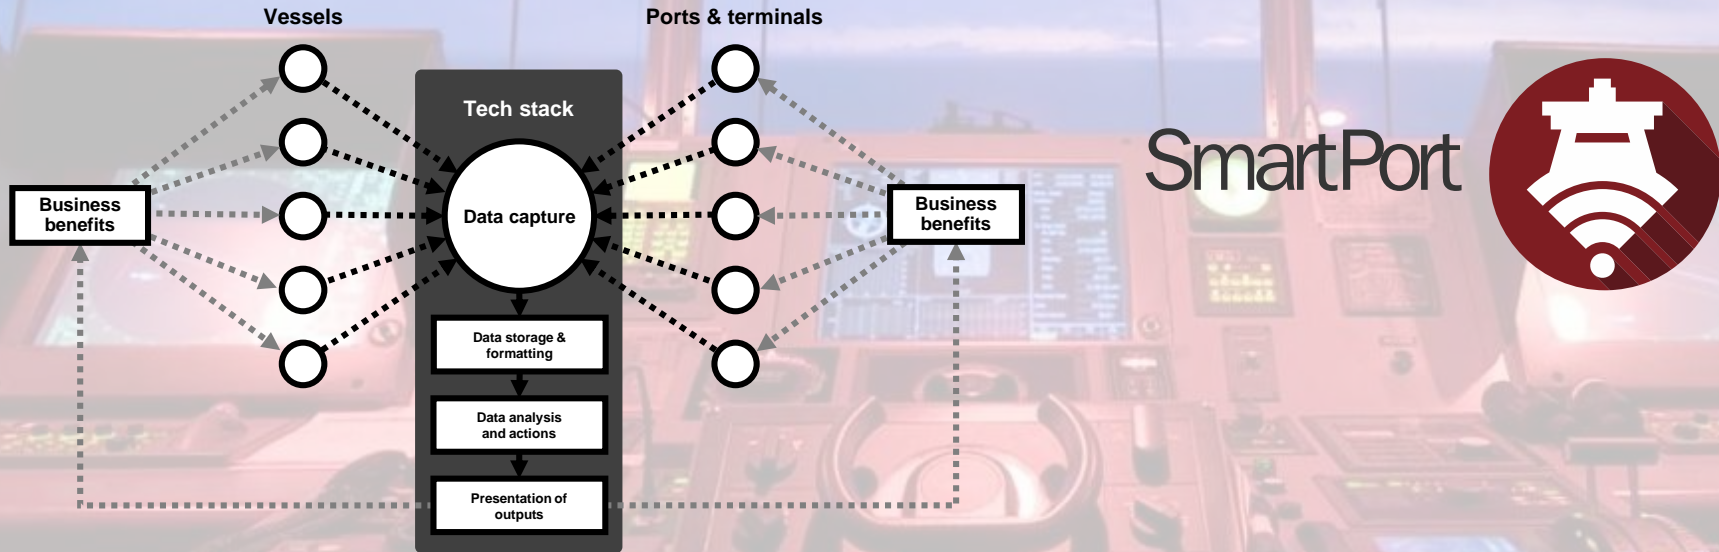 Vessels
Ports & terminals
Tech stack
SmartPort
Business
benefits
Data capture
Business
benefits
Data storage &
formatting
Data analysis
and actions
Presentation of
outputs